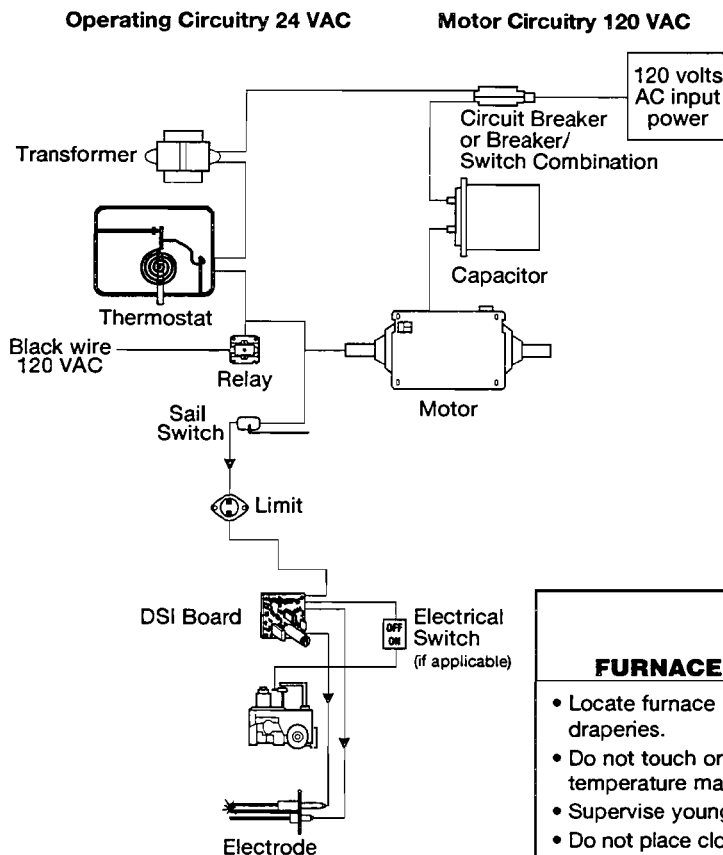 Operating Circuitry 24 VAC
Motor Circuitry 120 VAC
120 volts
AC input
power
Circuit Breaker
or Breaker/
Switch Combination
Transformer
Capacitor
Thermostat
Black wire
120 VAC
Relay
Motor
Sail
Switch
Limit
DSI Board
OFF
ON
Electrical
Switch
(if applicable)
Electrode
FURNACE
• Locate furnace
draperies.
• Do not touch or
temperature ma
• Supervise young
• Do not place clo